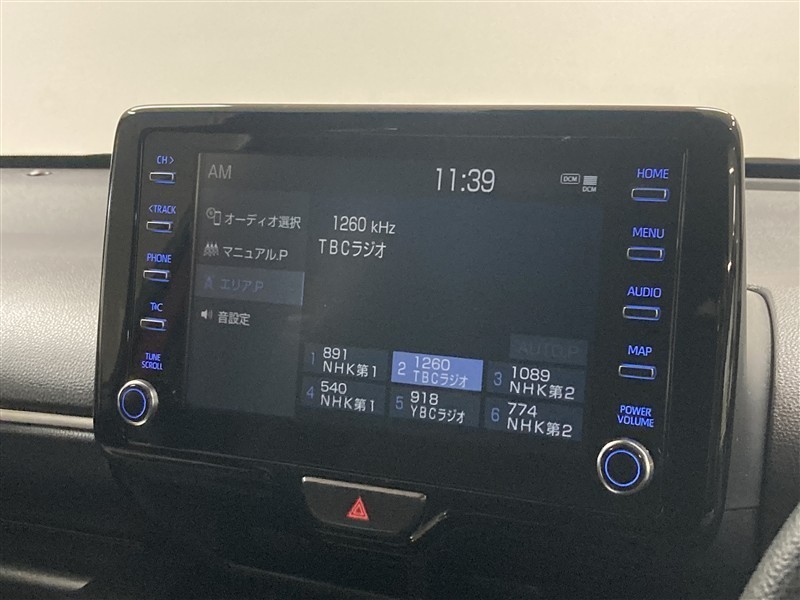 CH>
<TRACK
PHONE
T∧C
TUNE
SCROLL
AM
11:39
DCM
DCM
オーディオ選択
マニュアル.P
エリア.P
音設定
1260 kHz
TBCラジオ
AUTO.P
1 891 NHK第1
2 1260 TBCラジオ
3 1089 NHK第2
4 540 NHK第1
5 918 YBCラジオ
6 774 NHK第2
HOME
MENU
AUDIO
MAP
POWER
VOLUME